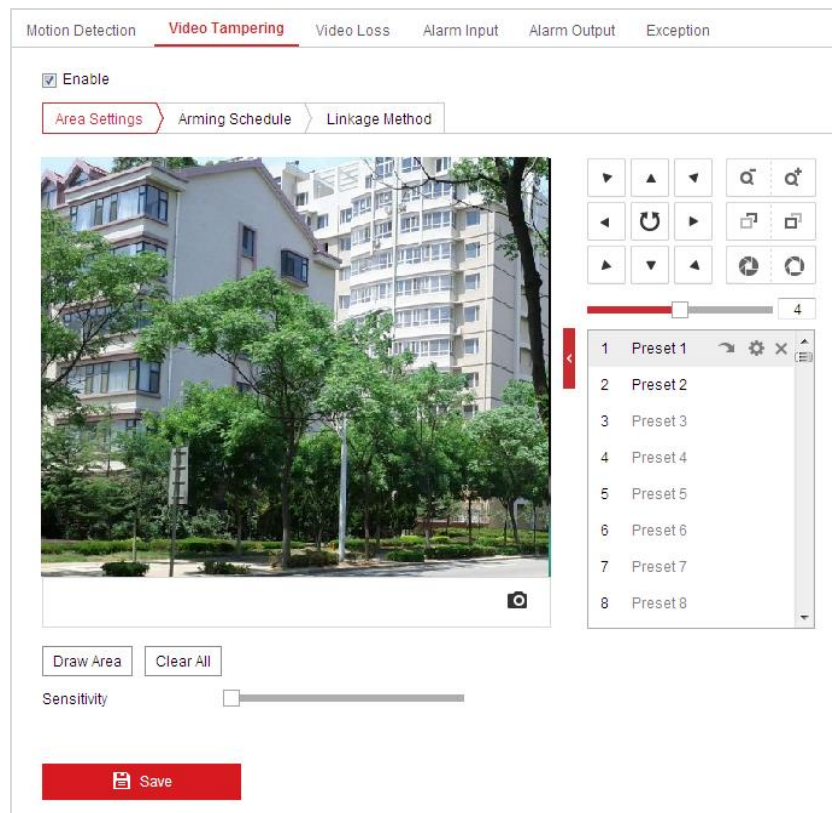 Motion Detection Video Tampering Video Loss Alarm Input Alarm Output Exception
Enable
Area Settings Arming Schedule Linkage Method
4
1 Preset 1
2 Preset 2
3 Preset 3
4 Preset 4
5 Preset 5
6 Preset 6
7 Preset 7
8 Preset 8
Draw Area Clear All
Sensitivity
Save